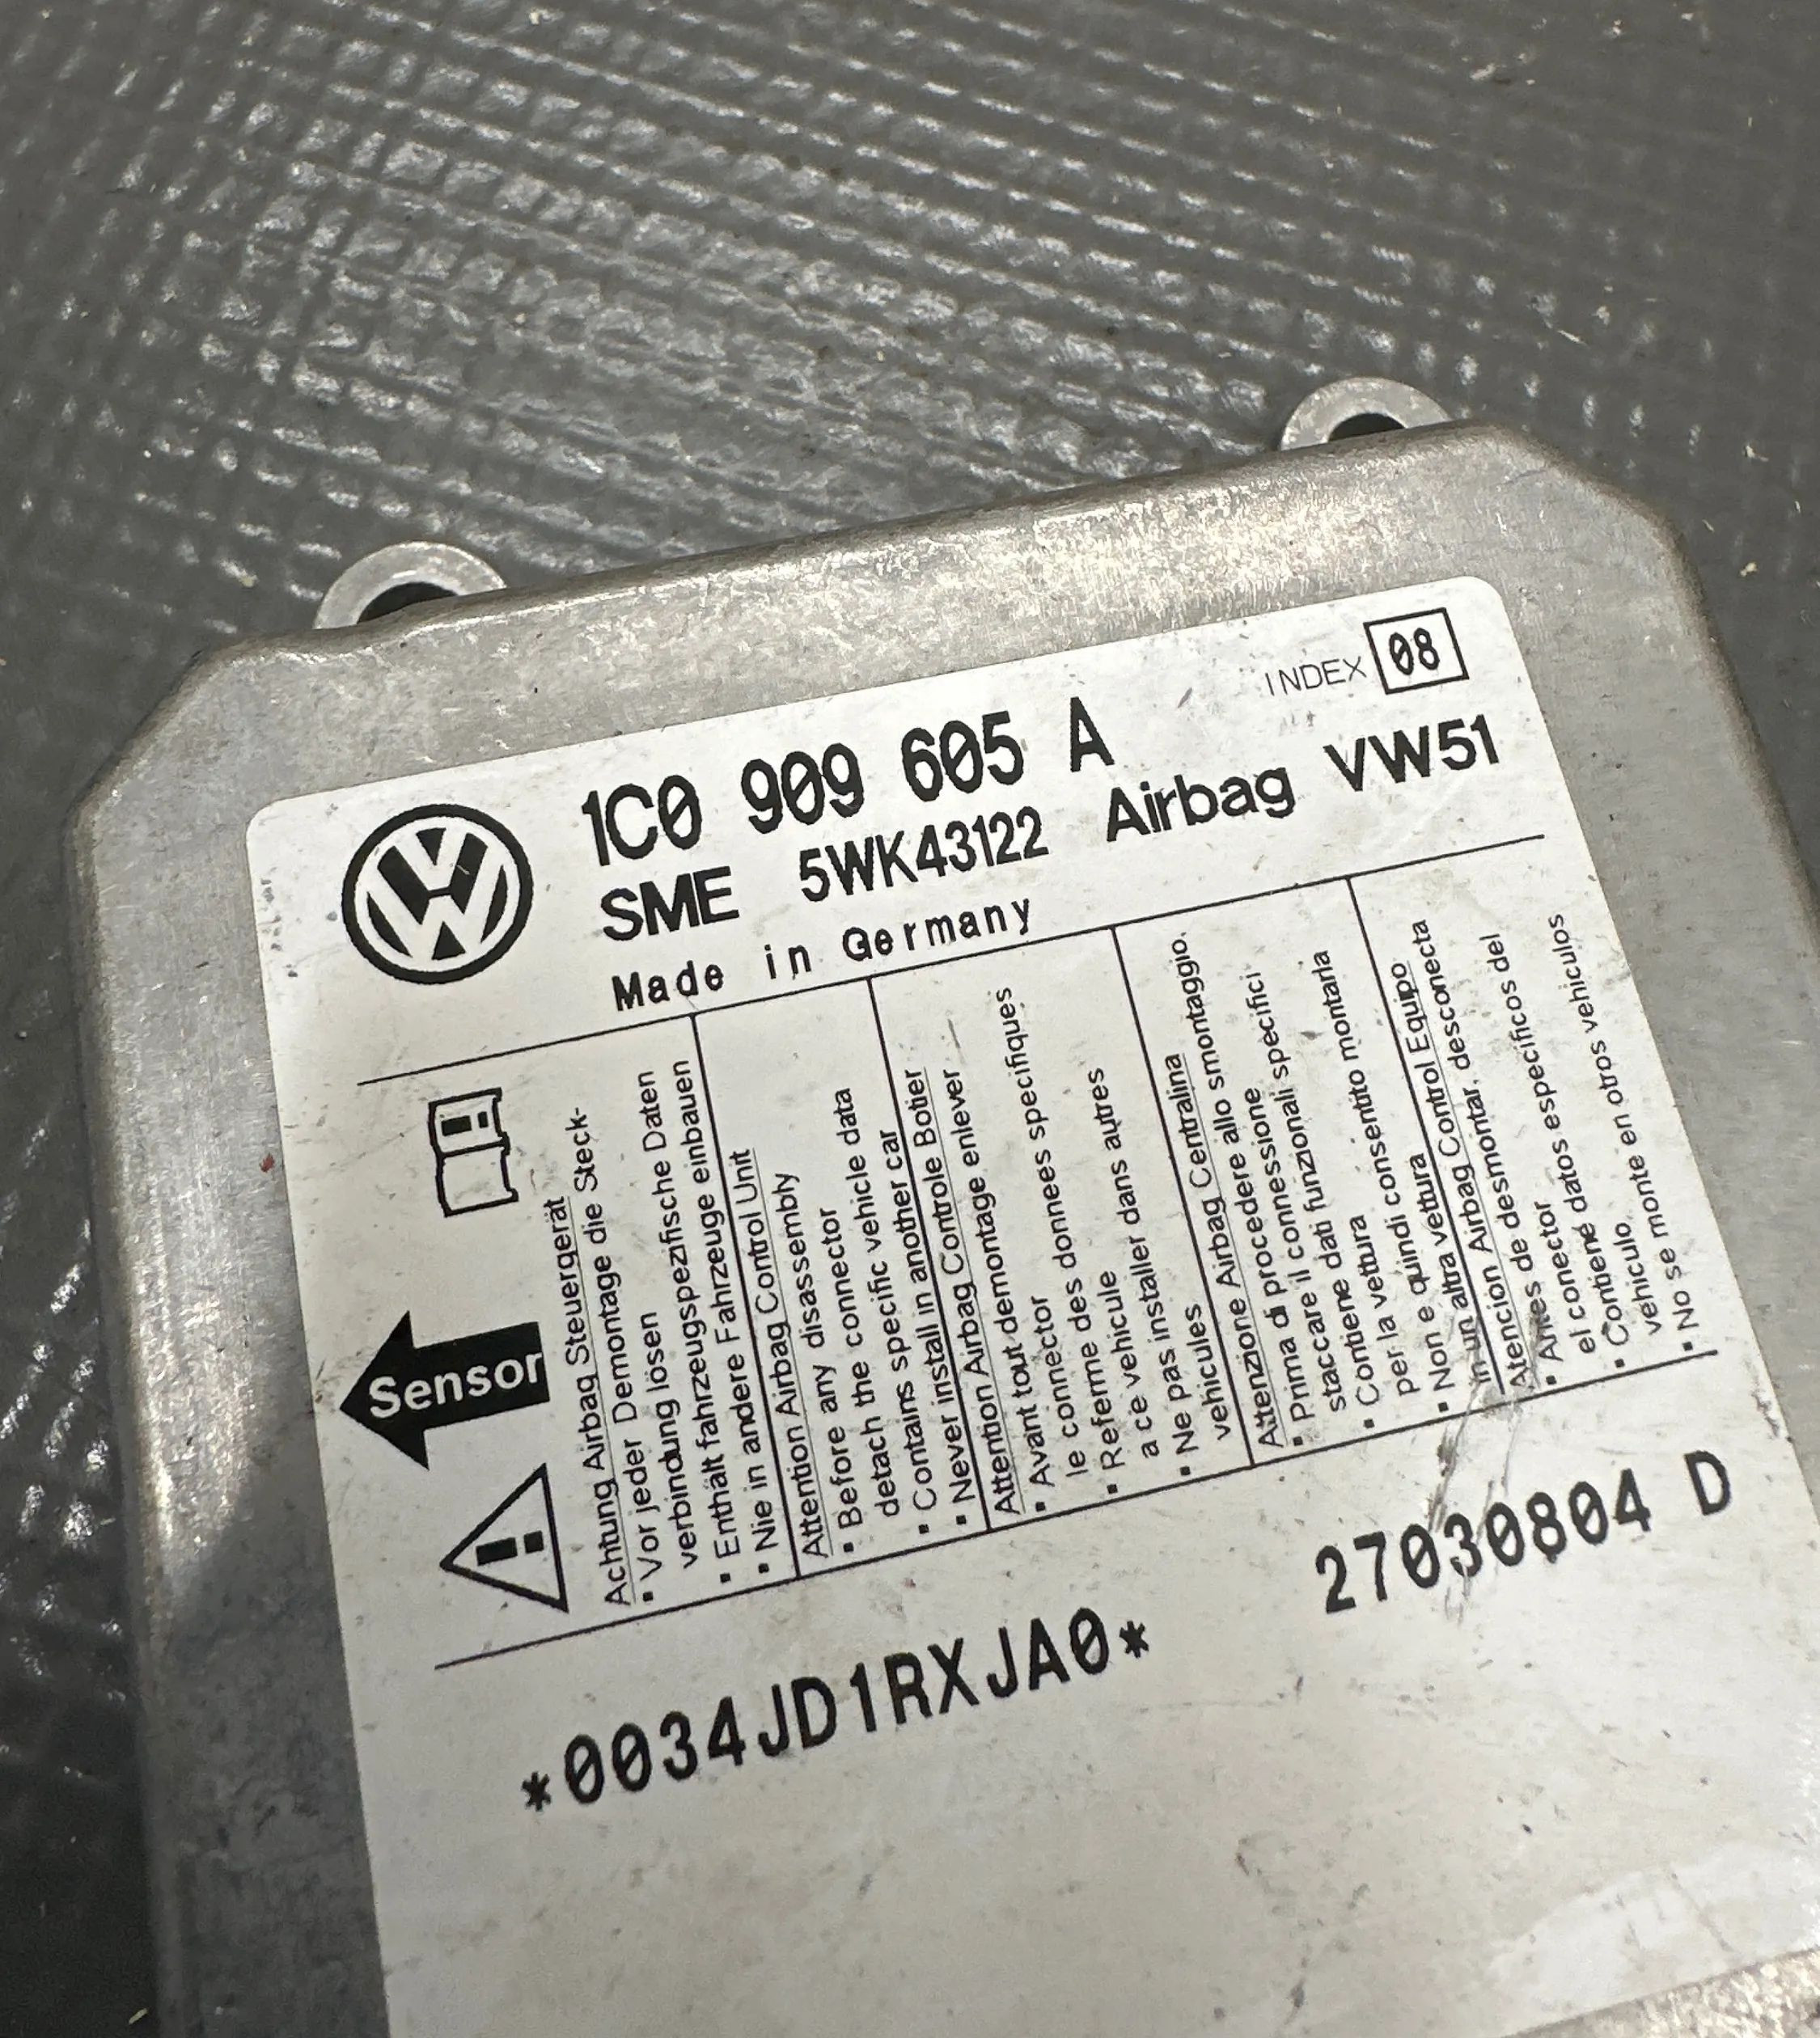 INDEX 08
1C0 909 605 A
SME 5WK43122 Airbag VW51
Made in Germany
Sensor
Achtung Airbag Steuergerät
▪ Vor jeder Demontage die Steck-
verbindung lösen
▪ Enthält fahrzeugspezifische Daten
▪ Nie in andere Fahrzeuge einbauen
Attention Airbag Control Unit
▪ Before any disassembly
detach the connector
▪ Contains specific vehicle data
▪ Never install in another car
Attention Airbag Controle Botier
▪ Avant tout demontage enlever
le connector
▪ Referme des donnees specifiques
a ce vehicule
▪ Ne pas installer dans autres
vehicules
Attenzione Airbag Centralina
▪ Prima di procedere allo smontaggio.
staccare il connessione
▪ Contiene dati funzionali specifici
per la vettura
▪ Non e quindi consentito montarla
in un altra vettura
Atencion Airbag Control Equipo
▪ Antes de desmontar, desconecta
el conector
▪ Contiene datos especificos del
vehiculo
▪ No se monte en otros vehiculos
*0034JD1RXJA0* 27030804 D